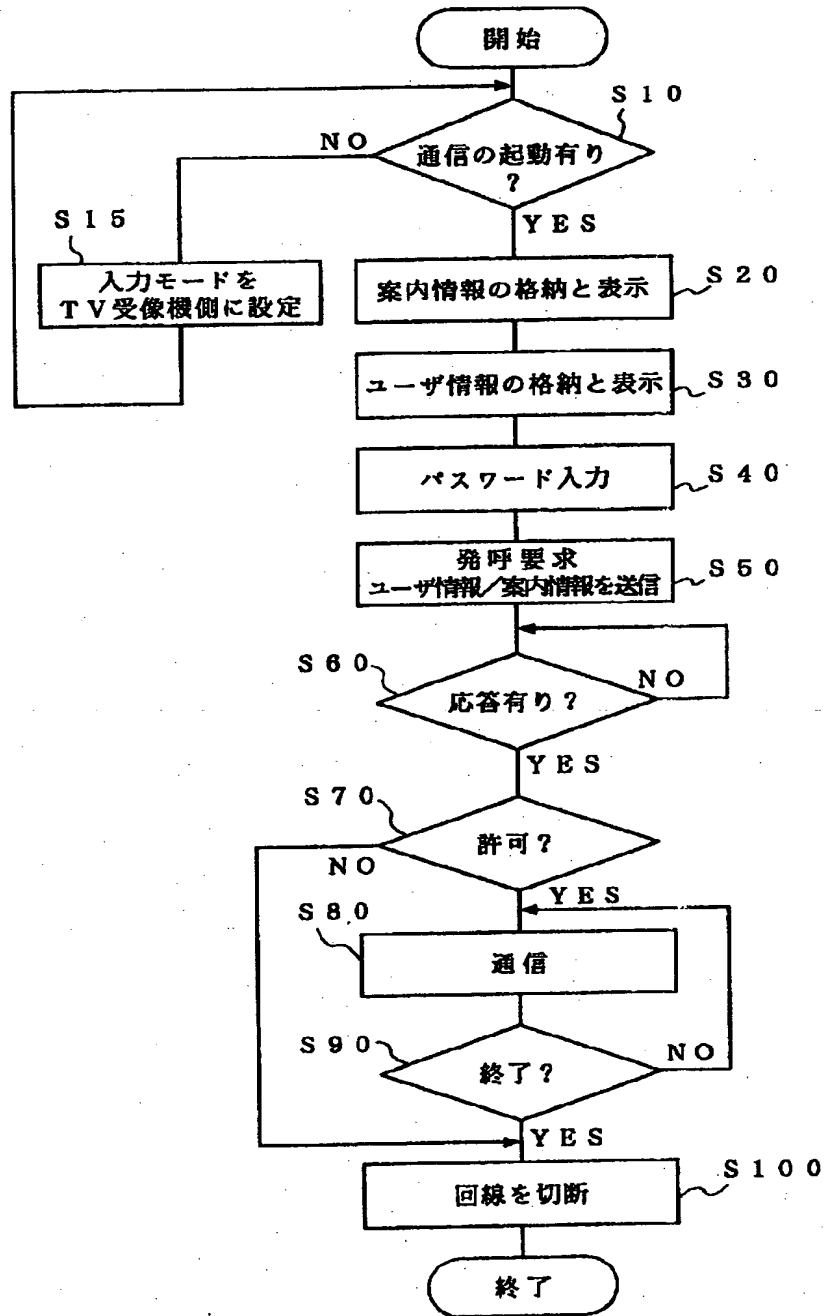 開始
S10
NO
通信の起動有り
?
S15
YES
入力モードを
TV受像機側に設定
案内情報の格納と表示
S20
ユーザ情報の格納と表示
S30
パスワード入力
S40
発呼要求
ユーザ情報/案内情報を送信
S50
S60
応答有り?
NO
YES
S70
許可?
NO
YES
S80
通信
S90
終了?
NO
YES
回線を切断
S100
終了